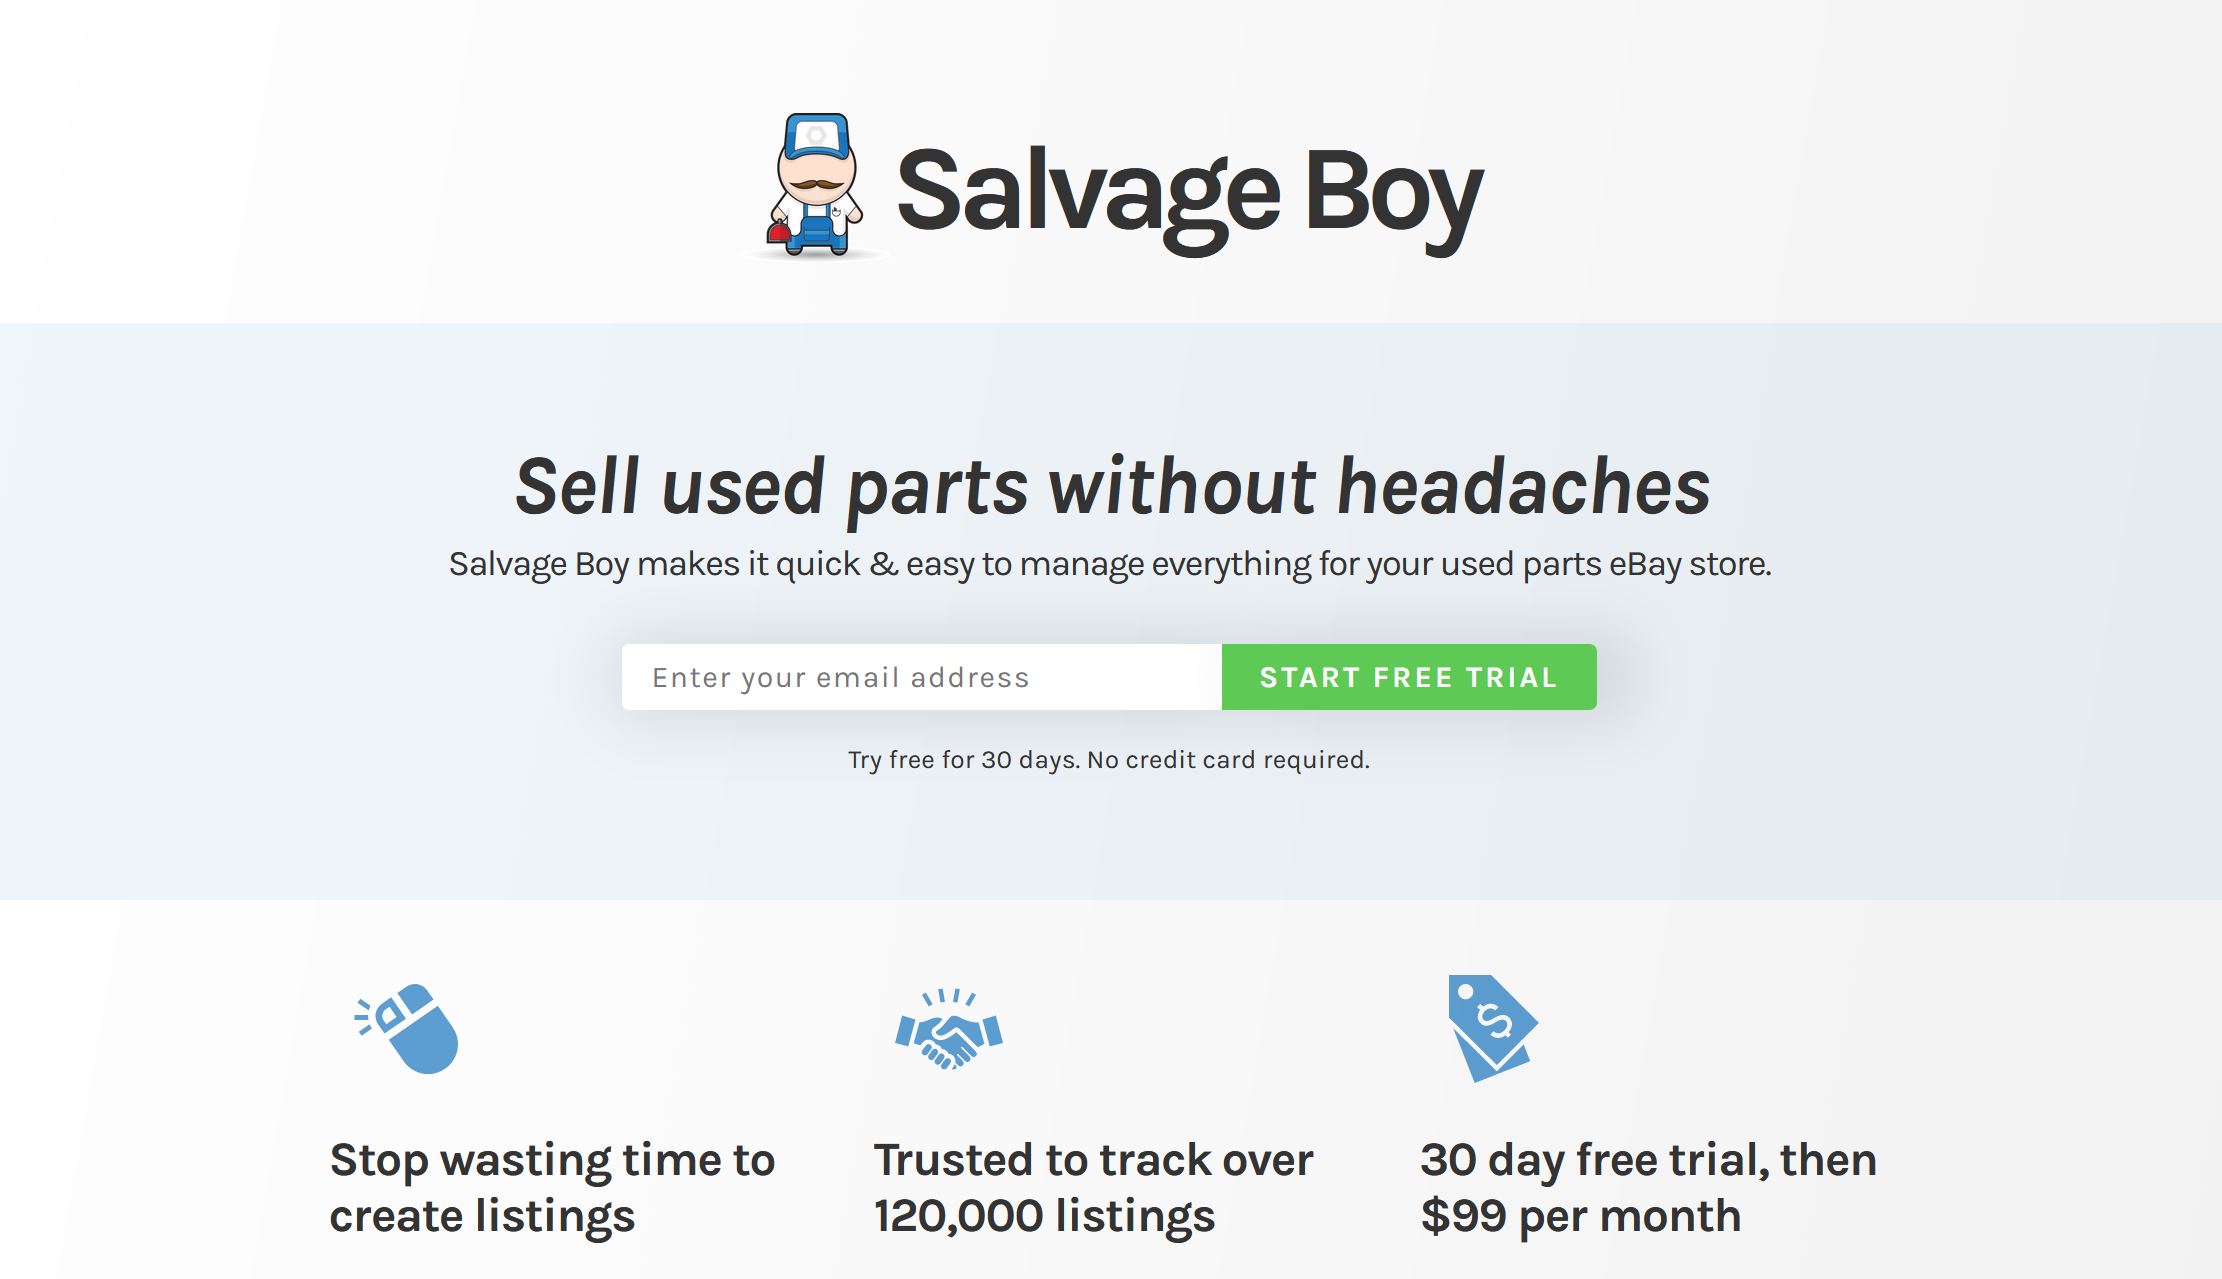 Salvage Boy
Sell used parts without headaches
Salvage Boy makes it quick & easy to manage everything for your used parts eBay store.
Enter your email address
START FREE TRIAL
Try free for 30 days. No credit card required.
Stop wasting time to
create listings
Trusted to track over
120,000 listings
30 day free trial, then
$99 per month